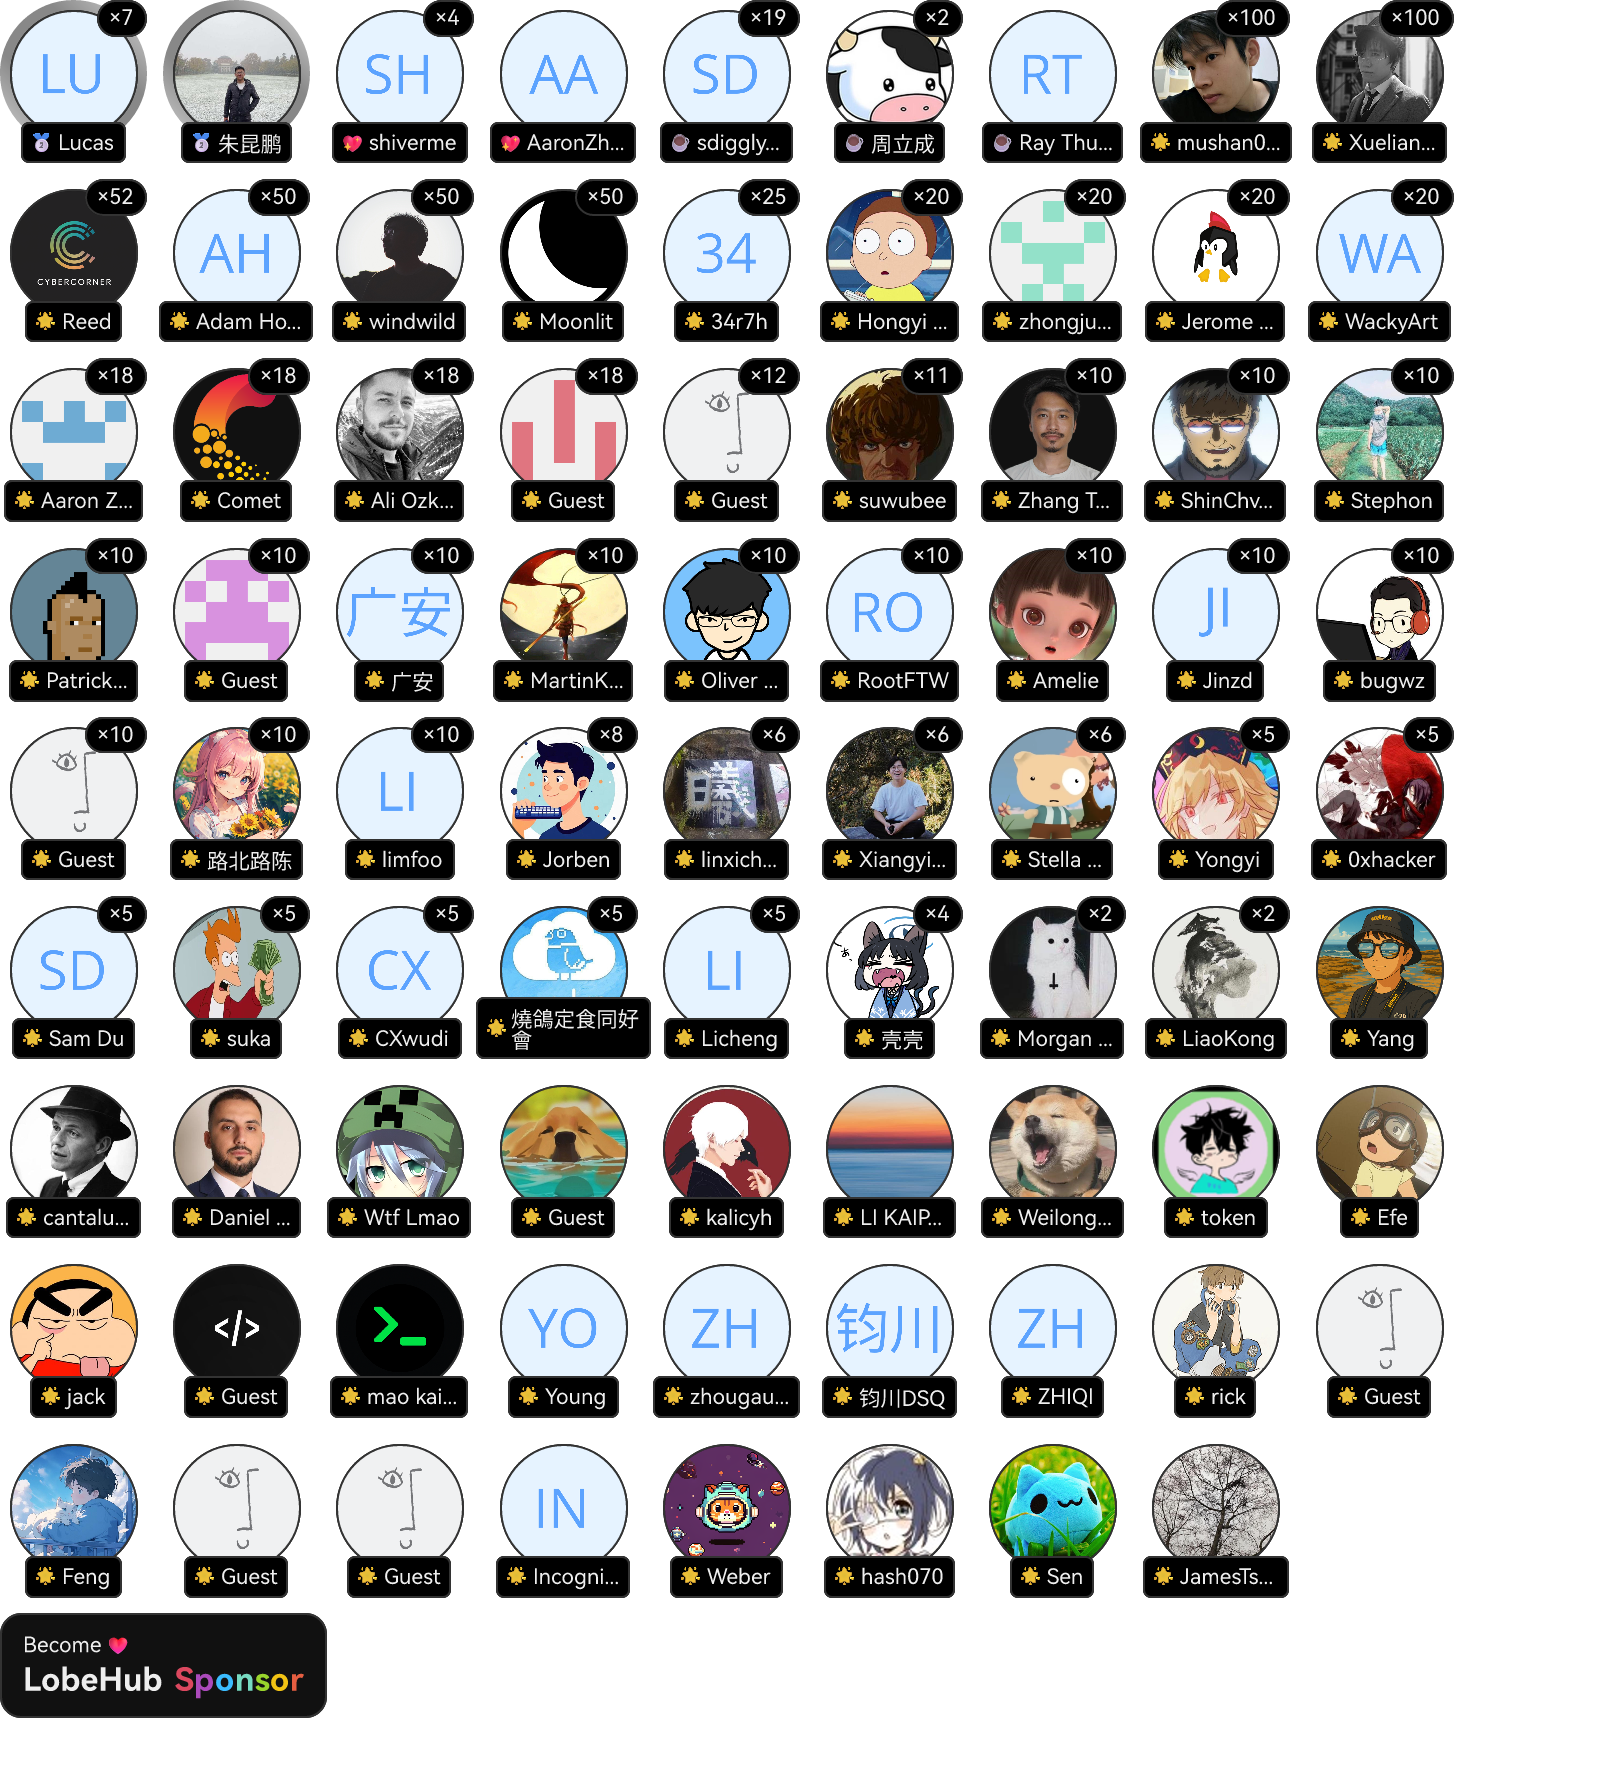 ×7
×4
×19
×2
×100
×100
LU
SH
AA
SD
RT
Lucas
朱昆鹏
shiverme
AaronZh...
sdiggly...
周立成
Ray Thu...
mushan0...
Xuelian...
×52
×50
×50
×50
×25
×20
×20
×20
×20
CYBERCORNER
AH
34
WA
Reed
Adam Ho...
windwild
Moonlit
34r7h
Hongyi ...
zhongju...
Jerome ...
WackyArt
×18
×18
×18
×18
×12
×11
×10
×10
×10
Aaron Z...
Comet
Ali Ozk...
Guest
Guest
suwubee
Zhang T...
ShinChv...
Stephon
×10
×10
×10
×10
×10
×10
×10
×10
×10
广安
RO
JI
Patrick...
Guest
广安
MartinK...
Oliver ...
RootFTW
Amelie
Jinzd
bugwz
×10
×10
×10
×8
×6
×6
×6
×5
×5
LI
Guest
路北路陈
limfoo
Jorben
linxich...
Xiangyi...
Stella ...
Yongyi
0xhacker
×5
×5
×5
×5
×5
×4
×2
×2
SD
CX
LI
Sam Du
suka
CXwudi
燒鴿定食同好
會
Licheng
壳壳
Morgan ...
LiaoKong
Yang
cantalu...
Daniel ...
Wtf Lmao
Guest
kalicyh
LI KAIP...
Weilong...
token
Efe
</>
>_
YO
ZH
钧川
ZH
jack
Guest
mao kai...
Young
zhougau...
钧川DSQ
ZHIQI
rick
Guest
IN
Feng
Guest
Guest
Incogni...
Weber
hash070
Sen
JamesTs...
Become
LobeHub Sponsor